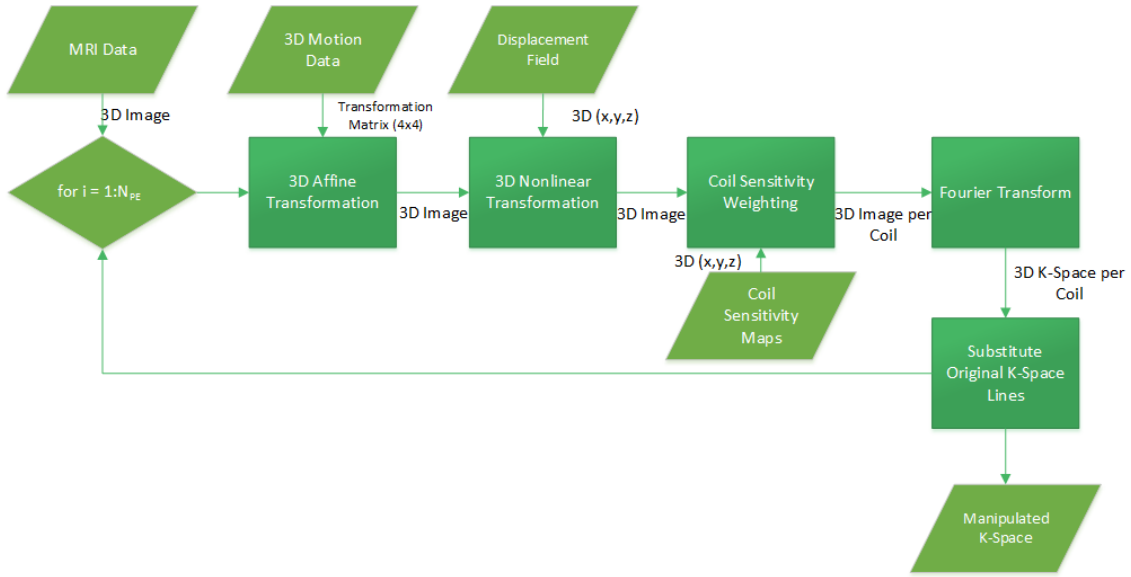 MRI Data
3D Motion
Data
Displacement
Field
3D Image
Transformation
Matrix (4x4)
3D (x,y,z)
for i = 1:N_PE
3D Affine
Transformation
3D Image
3D Nonlinear
Transformation
3D Image
Coil Sensitivity
Weighting
3D Image per
Coil
Fourier Transform
3D (x,y,z)
Coil
Sensitivity
Maps
3D K-Space per
Coil
Substitute
Original K-Space
Lines
Manipulated
K-Space